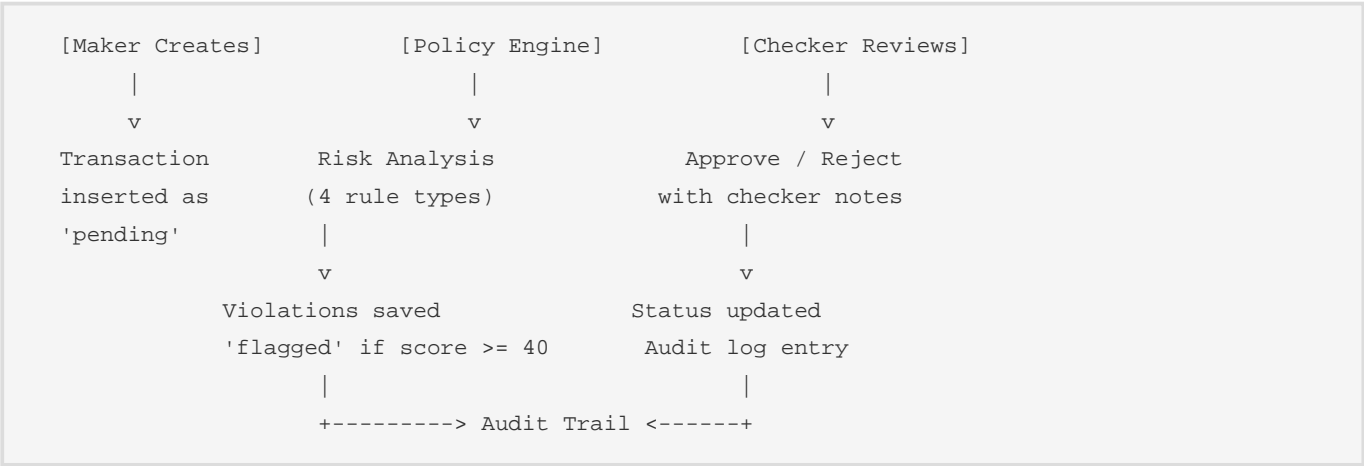 [Maker Creates] [Policy Engine] [Checker Reviews]
| | |
v v v
Transaction Risk Analysis Approve / Reject
inserted as (4 rule types) with checker notes
'pending' | |
v v
Violations saved Status updated
'flagged' if score >= 40 Audit log entry
| |
+---------> Audit Trail <------+